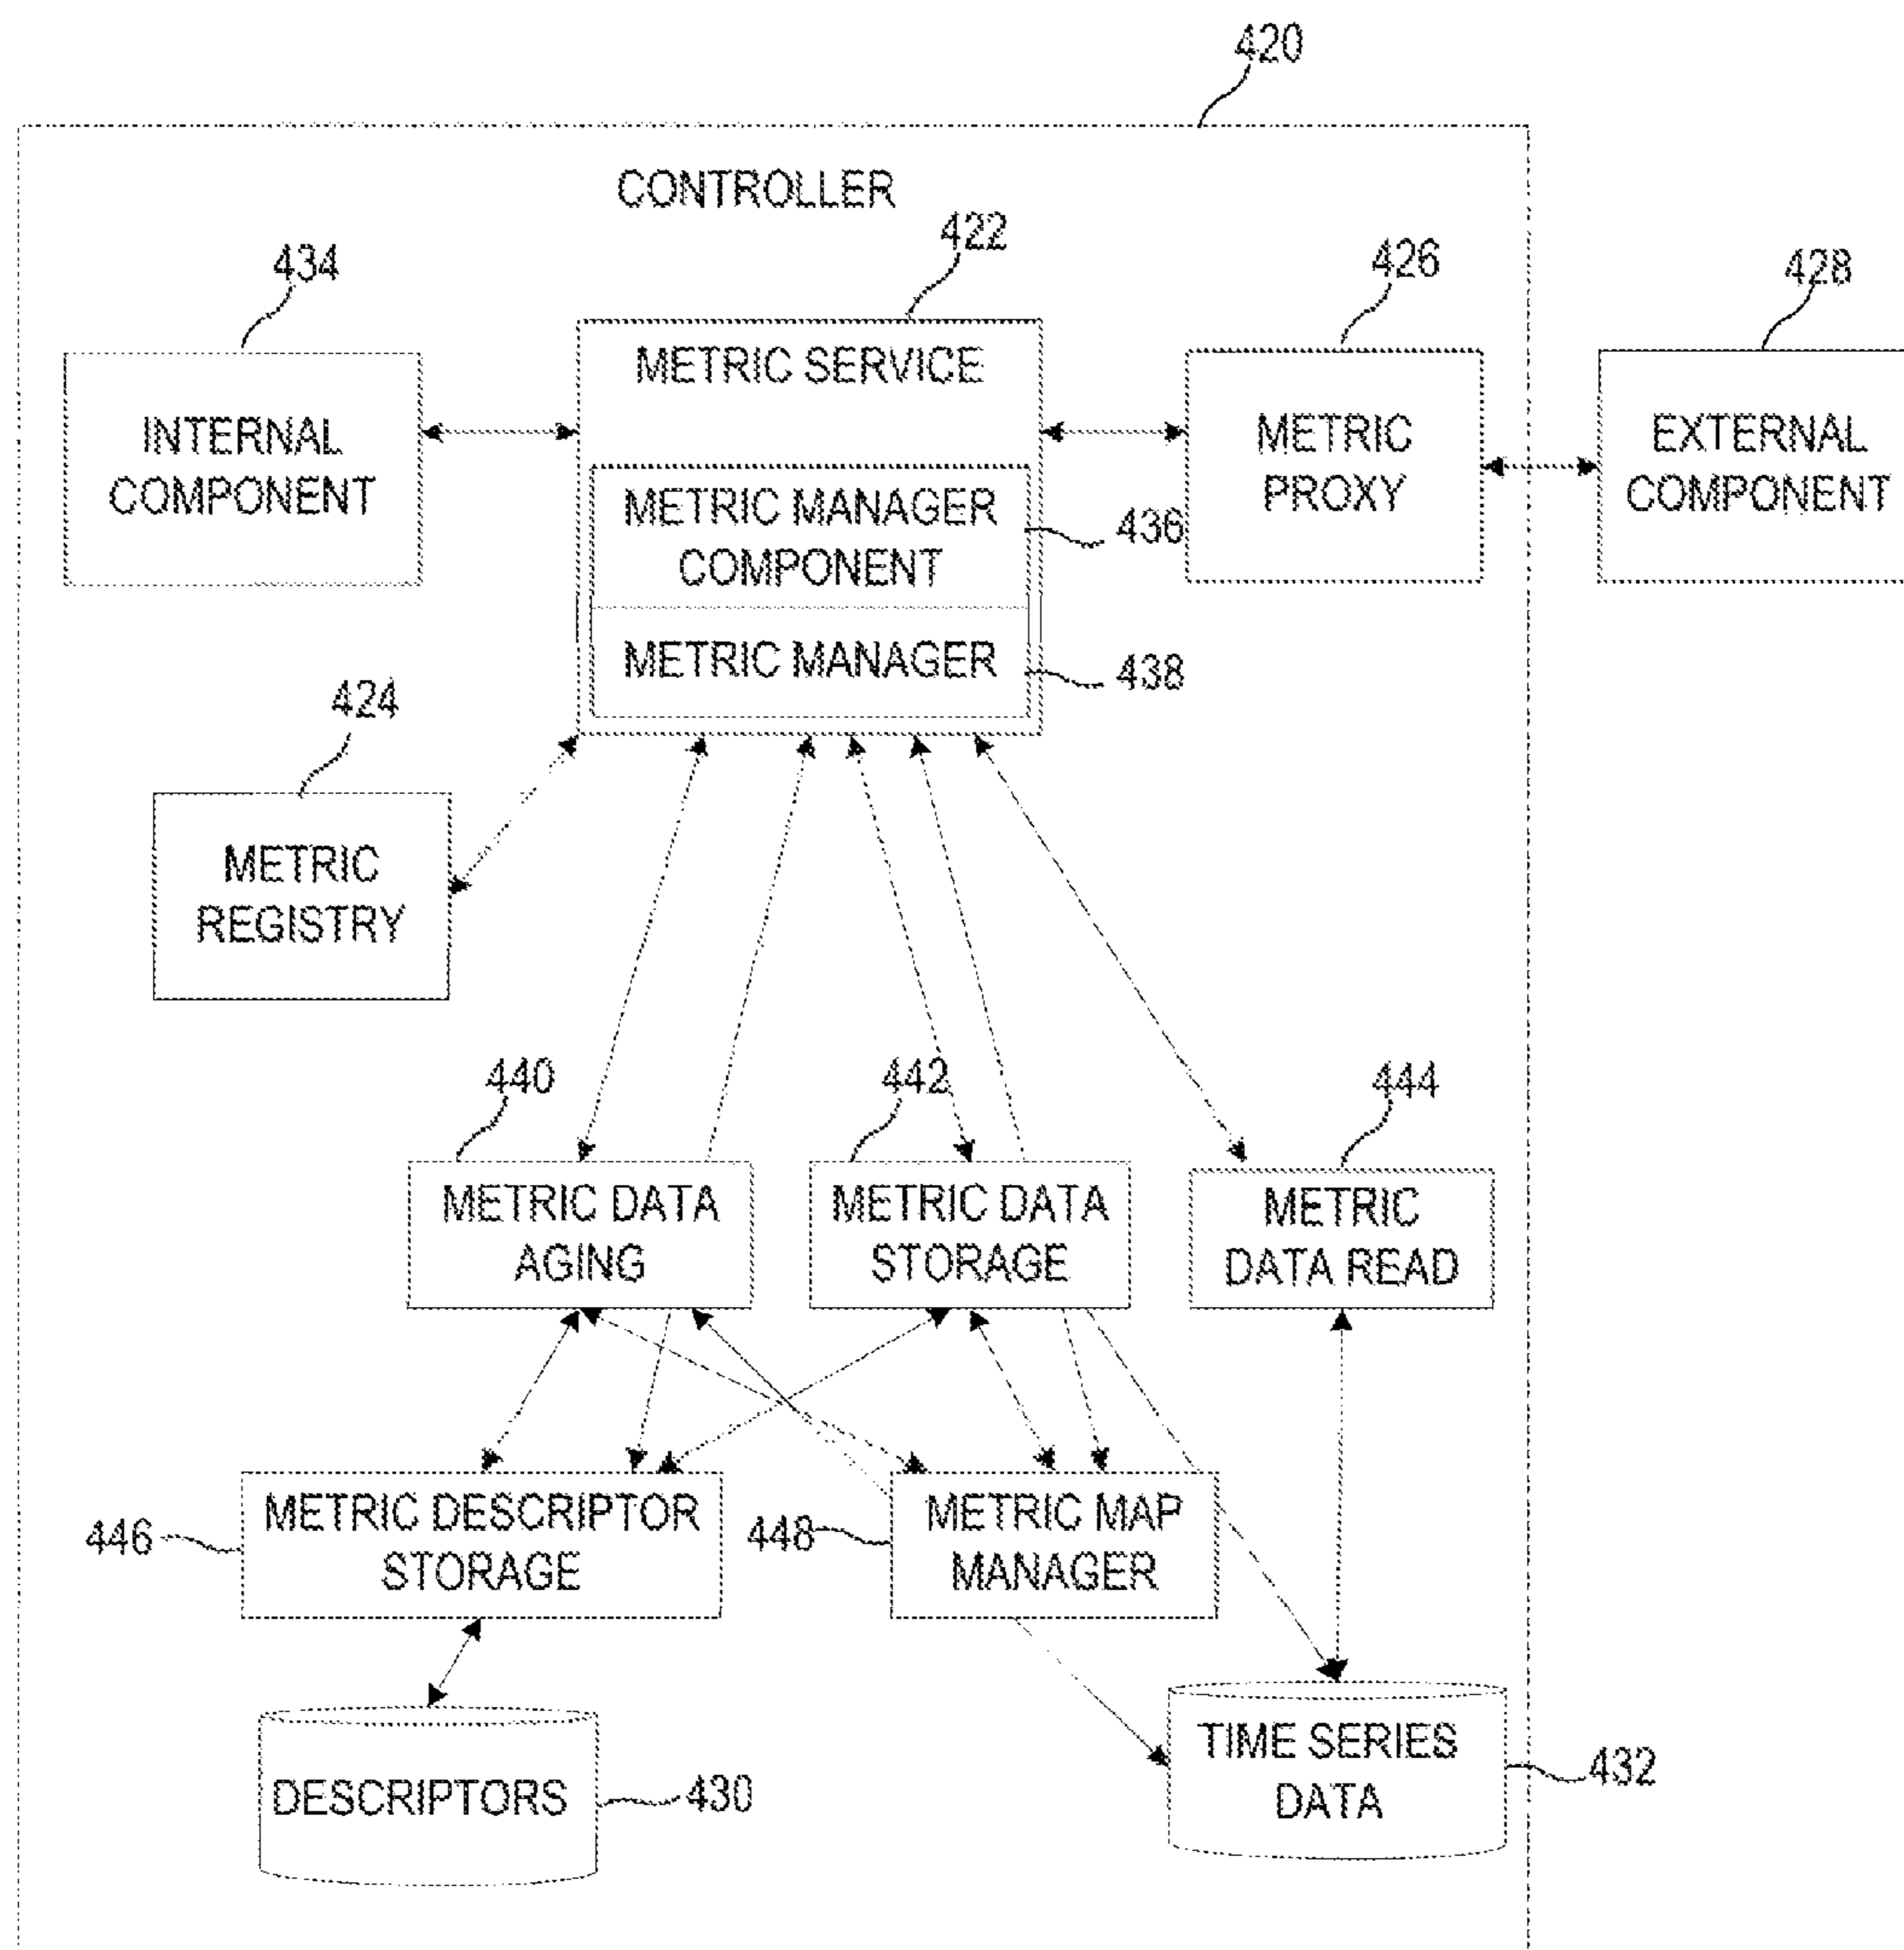 420
CONTROLLER
422
434
426
428
METRIC SERVICE
INTERNAL
COMPONENT
METRIC
PROXY
EXTERNAL
COMPONENT
METRIC MANAGER
COMPONENT
436
METRIC MANAGER
438
424
METRIC
REGISTRY
440
442
444
METRIC DATA
AGING
METRIC DATA
STORAGE
METRIC
DATA READ
446
METRIC DESCRIPTOR
STORAGE
448
METRIC MAP
MANAGER
DESCRIPTORS
430
TIME SERIES
DATA
432